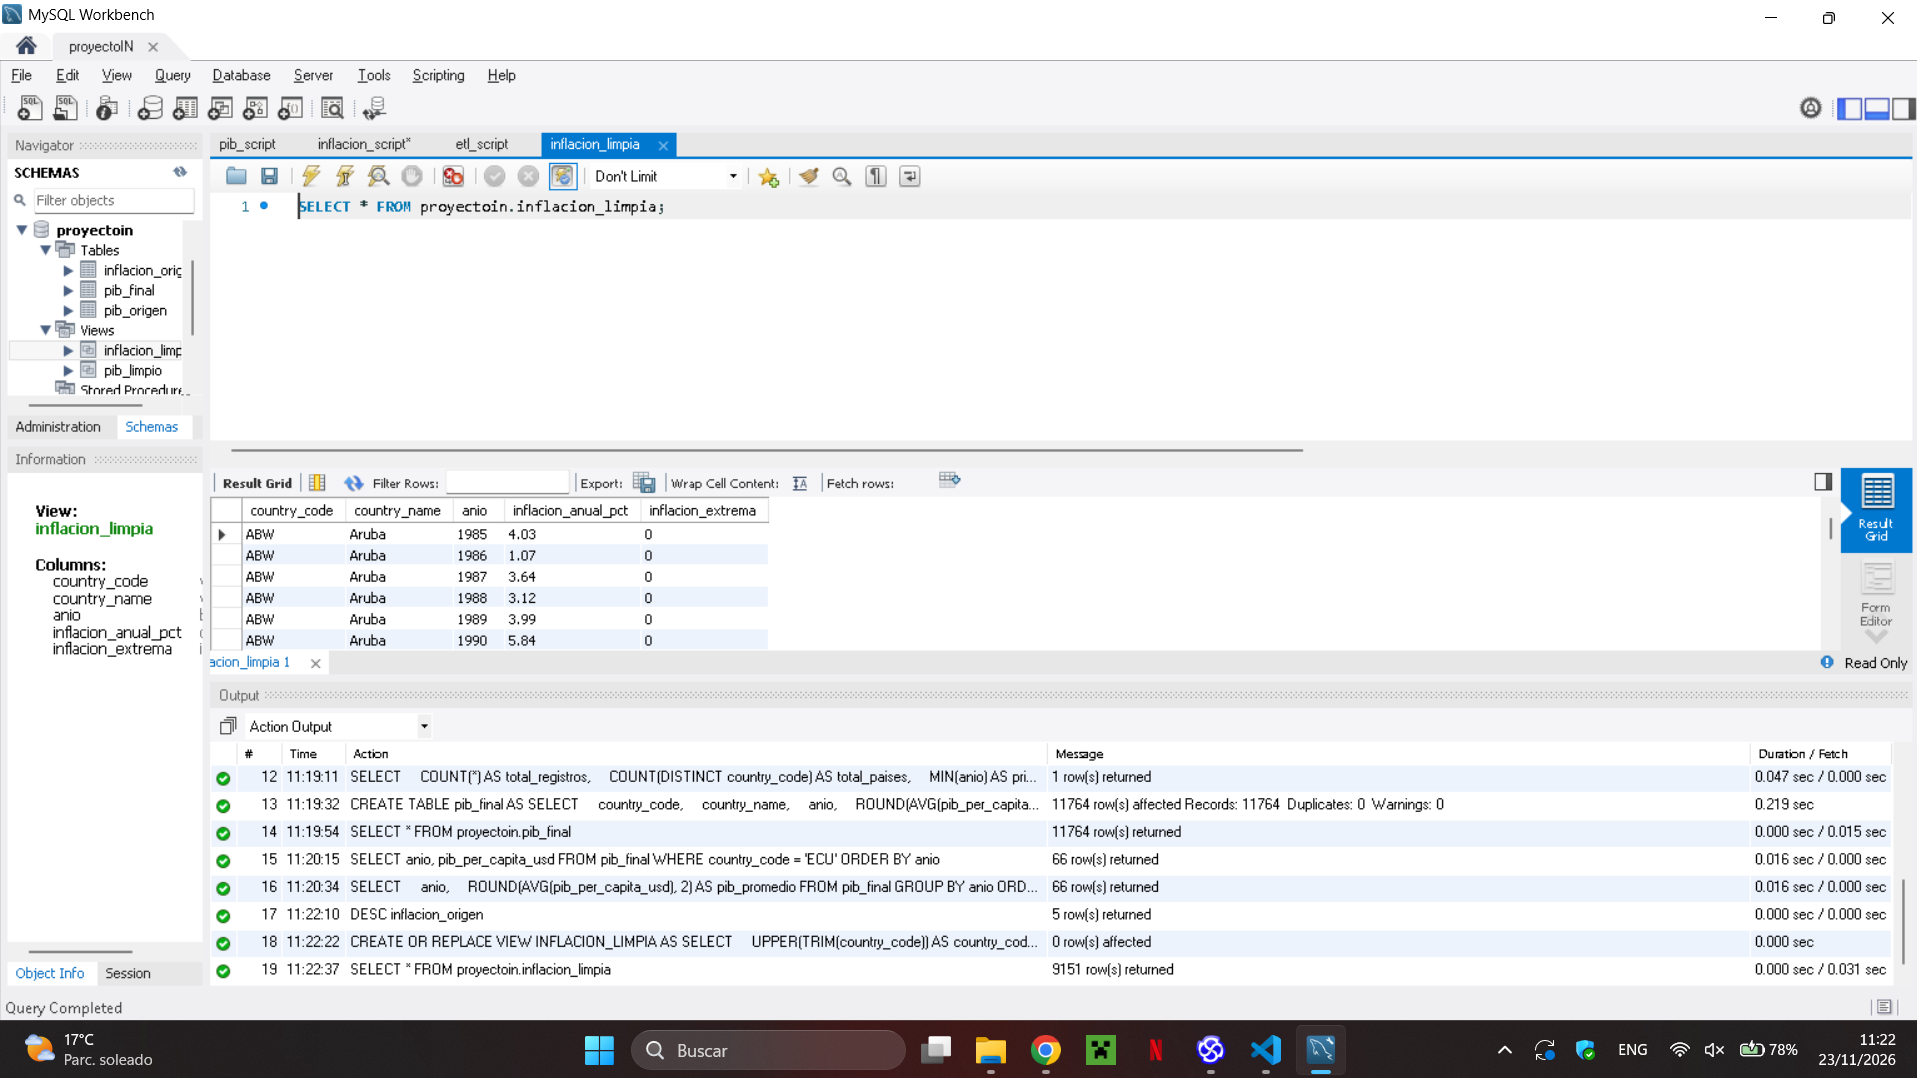 MySQL Workbench
proyectoIN
File Edit View Query Database Server Tools Scripting Help
Navigator
SCHEMAS
Filter objects
proyectoin
Tables
inflacion_orig
pib_final
pib_origen
Views
inflacion_limp
pib_limpio
Stored Procedure
Administration Schemas
Information
View:
inflacion_limpia
Columns:
country_code
country_name
anio
inflacion_anual_pct
inflacion_extrema
Object Info Session
pib_script inflacion_script* etl_script inflacion_limpia
Don't Limit
1 SELECT * FROM proyectoin.inflacion_limpia;
Result Grid Filter Rows: Export: Wrap Cell Content: Fetch rows:
country_code country_name anio inflacion_anual_pct inflacion_extrema
ABW Aruba 1985 4.03 0
ABW Aruba 1986 1.07 0
ABW Aruba 1987 3.64 0
ABW Aruba 1988 3.12 0
ABW Aruba 1989 3.99 0
ABW Aruba 1990 5.84 0
Result
Grid
Form
Editor
acion_limpia 1
Read Only
Output
Action Output
# Time Action Message Duration / Fetch
12 11:19:11 SELECT COUNT(*) AS total_registros, COUNT(DISTINCT country_code) AS total_paises, MIN(anio) AS pri... 1 row(s) returned 0.047 sec / 0.000 sec
13 11:19:32 CREATE TABLE pib_final AS SELECT country_code, country_name, anio, ROUND(AVG(pib_per_capita... 11764 row(s) affected Records: 11764 Duplicates: 0 Warnings: 0 0.219 sec
14 11:19:54 SELECT * FROM proyectoin.pib_final 11764 row(s) returned 0.000 sec / 0.015 sec
15 11:20:15 SELECT anio, pib_per_capita_usd FROM pib_final WHERE country_code = 'ECU' ORDER BY anio 66 row(s) returned 0.016 sec / 0.000 sec
16 11:20:34 SELECT anio, ROUND(AVG(pib_per_capita_usd), 2) AS pib_promedio FROM pib_final GROUP BY anio ORD... 66 row(s) returned 0.016 sec / 0.000 sec
17 11:22:10 DESC inflacion_origen 5 row(s) returned 0.000 sec / 0.000 sec
18 11:22:22 CREATE OR REPLACE VIEW INFLACION_LIMPIA AS SELECT UPPER(TRIM(country_code)) AS country_cod... 0 row(s) affected 0.000 sec
19 11:22:37 SELECT * FROM proyectoin.inflacion_limpia 9151 row(s) returned 0.000 sec / 0.031 sec
Query Completed
17°C
Parc. soleado
Buscar
ENG
78%
11:22
23/11/2026